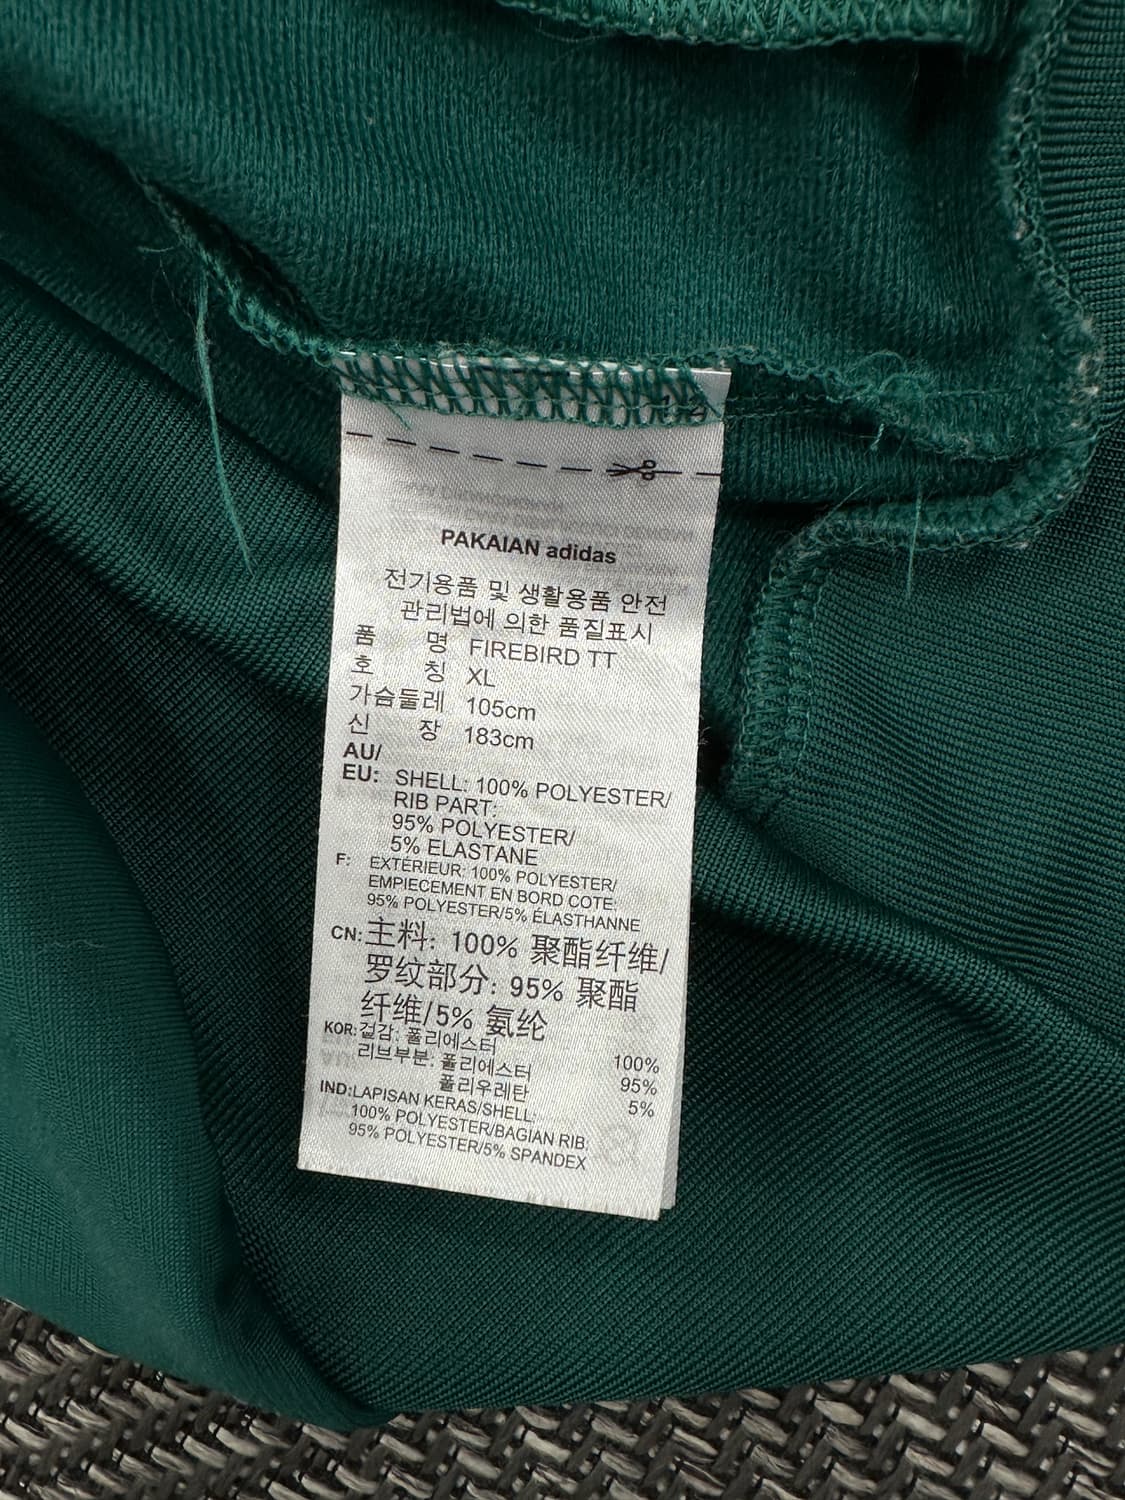 PAKAIAN adidas
전기용품 및 생활용품 안전
관리법에 의한 품질표시
품 명 FIREBIRD TT
호 칭 XL
가슴둘레 105cm
신 장 183cm
AU/
EU: SHELL: 100% POLYESTER/
RIB PART:
95% POLYESTER/
5% ELASTANE
F: EXTÉRIEUR: 100% POLYESTER/
EMPIECEMENT EN BORD COTE:
95% POLYESTER/5% ÉLASTHANNE
CN: 主料: 100% 聚酯纤维/
罗纹部分: 95% 聚酯
纤维/5% 氨纶
KOR: 겉감: 폴리에스터 100%
리브부분: 폴리에스터 95%
폴리우레탄 5%
IND: LAPISAN KERAS/SHELL:
100% POLYESTER/BAGIAN RIB:
95% POLYESTER/5% SPANDEX